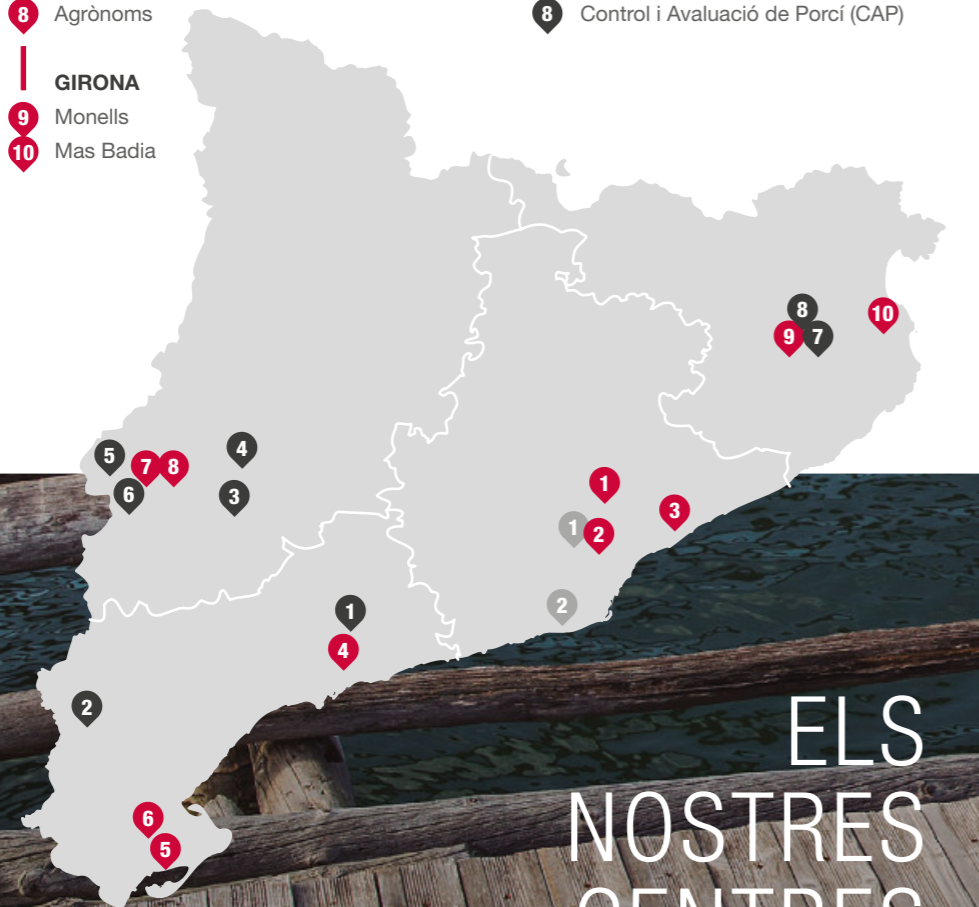 8 Agrònoms
GIRONA
9 Monells
10 Mas Badia
8 Control i Avaluació de Porcí (CAP)
8
9 7
10
5
7 8
4
6
3
1
3
1 2
2
1
4
2
6
5
ELS
NOSTRES
CENTRES